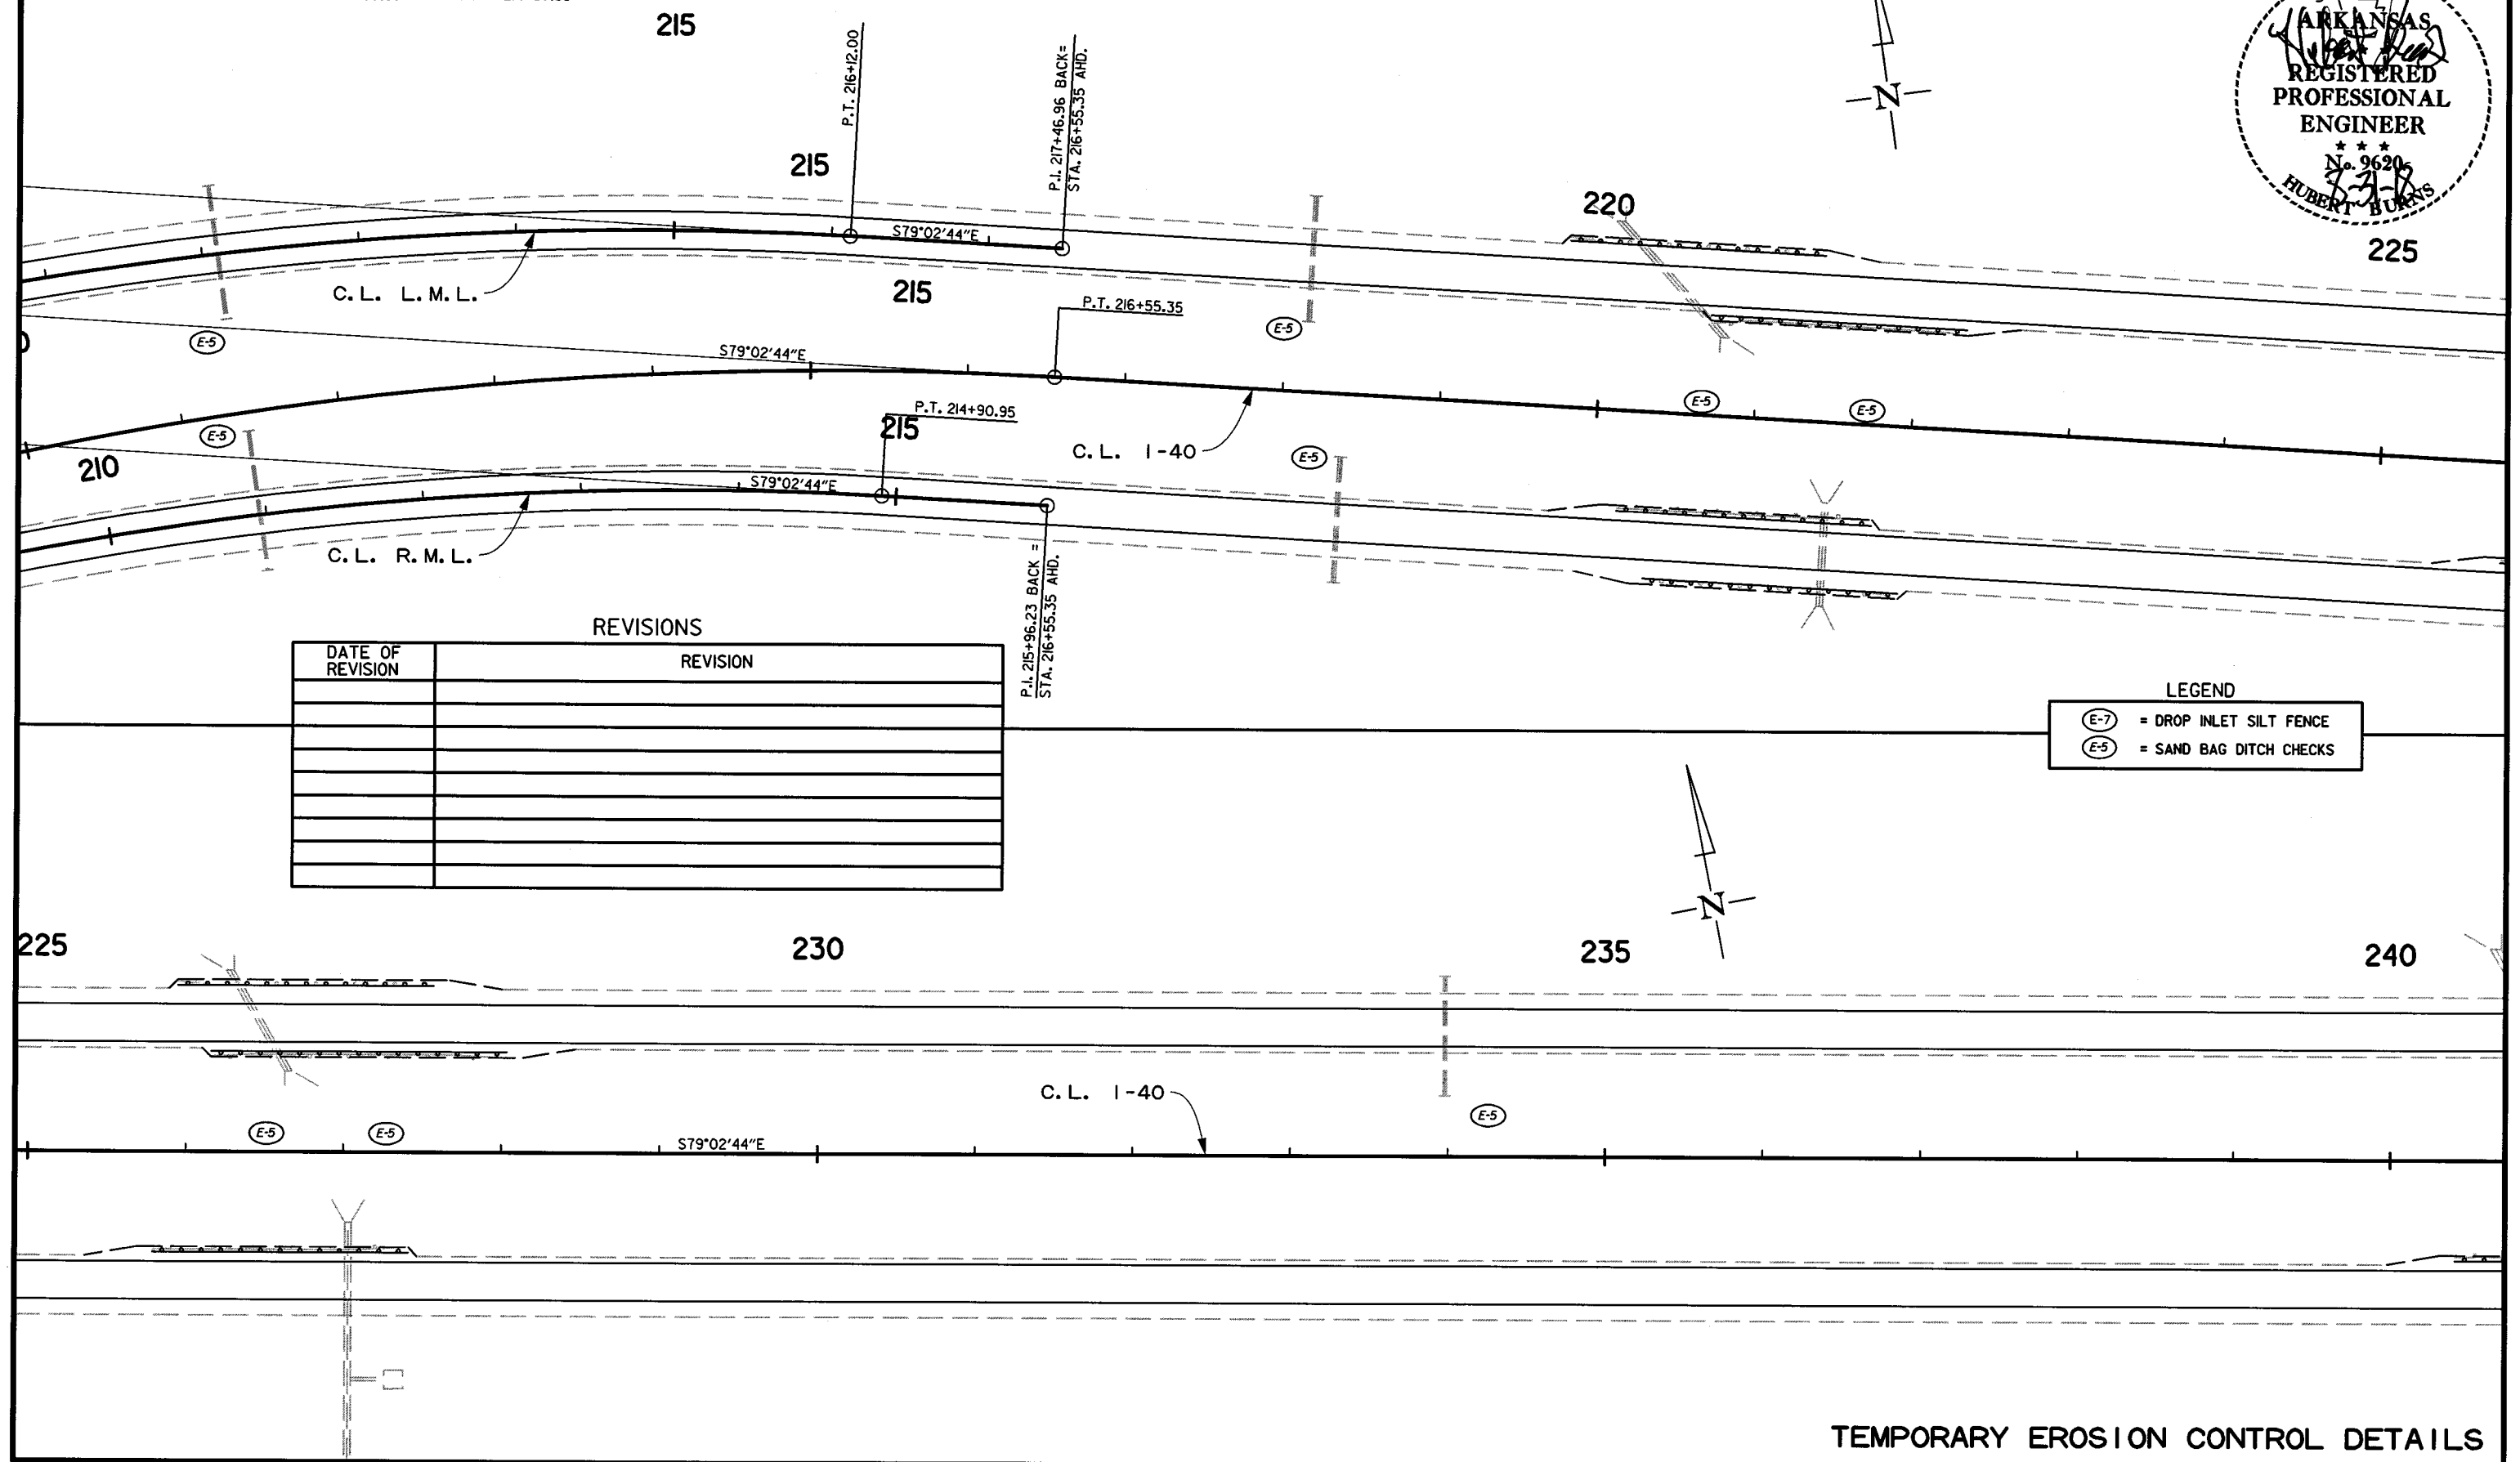 215
P.T. 216+12.00
P.I. 217+46.96 BACK=
STA. 216+55.35 AHD.
N
ARKANSAS
REGISTERED
PROFESSIONAL
ENGINEER
★ ★ ★
No. 9620
HUBERT BURNS
215
220
225
S79°02'44"E
C.L. L.M.L.
215
P.T. 216+55.35
E-5
E-5
S79°02'44"E
P.T. 214+90.95
E-5
E-5
E-5
215
C.L. I-40
E-5
210
S79°02'44"E
C.L. R.M.L.
P.I. 215+96.23 BACK =
STA. 216+55.35 AHD.
REVISIONS
DATE OF
REVISION
REVISION
LEGEND
E-7 = DROP INLET SILT FENCE
E-5 = SAND BAG DITCH CHECKS
N
225
230
235
240
C.L. I-40
E-5
E-5
E-5
S79°02'44"E
TEMPORARY EROSION CONTROL DETAILS